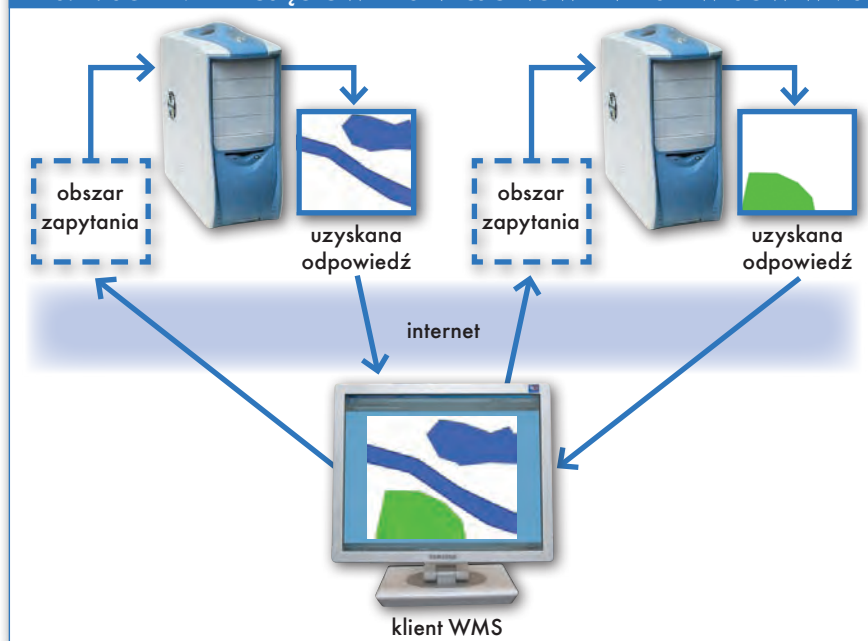 obszar
zapytania
uzyskana
odpowiedź
obszar
zapytania
uzyskana
odpowiedź
internet
klient WMS